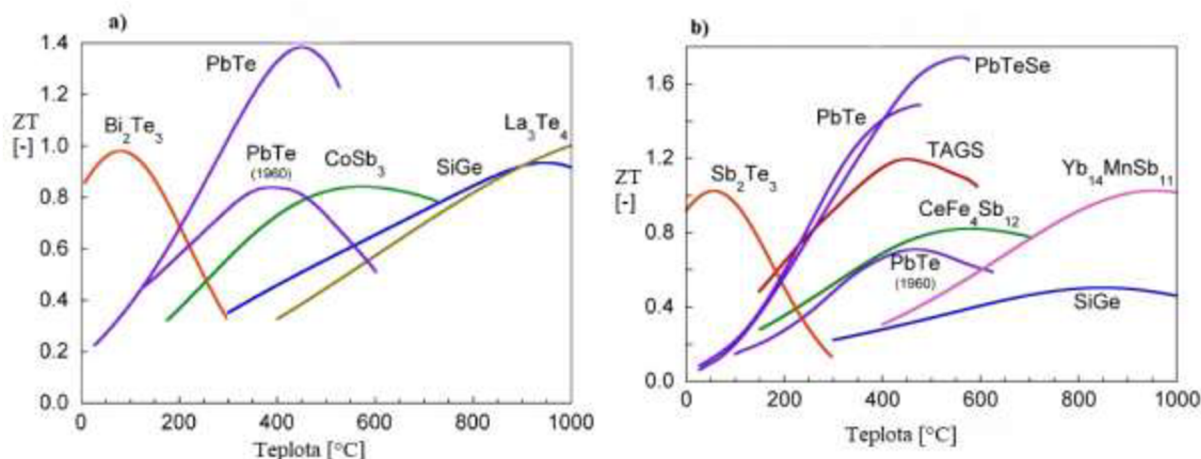 a)
1.4
1.2
1.0
0.8
0.6
0.4
0.2
0.0
ZT
[-]
Bi2Te3
PbTe
PbTe
(1960)
CoSb3
SiGe
La3Te4
0 200 400 600 800 1000
Teplota [°C]
b)
1.6
1.2
0.8
0.4
0.0
ZT
[-]
Sb2Te3
PbTe
PbTeSe
TAGS
CeFe4Sb12
PbTe
(1960)
Yb14MnSb11
SiGe
0 200 400 600 800 1000
Teplota [°C]